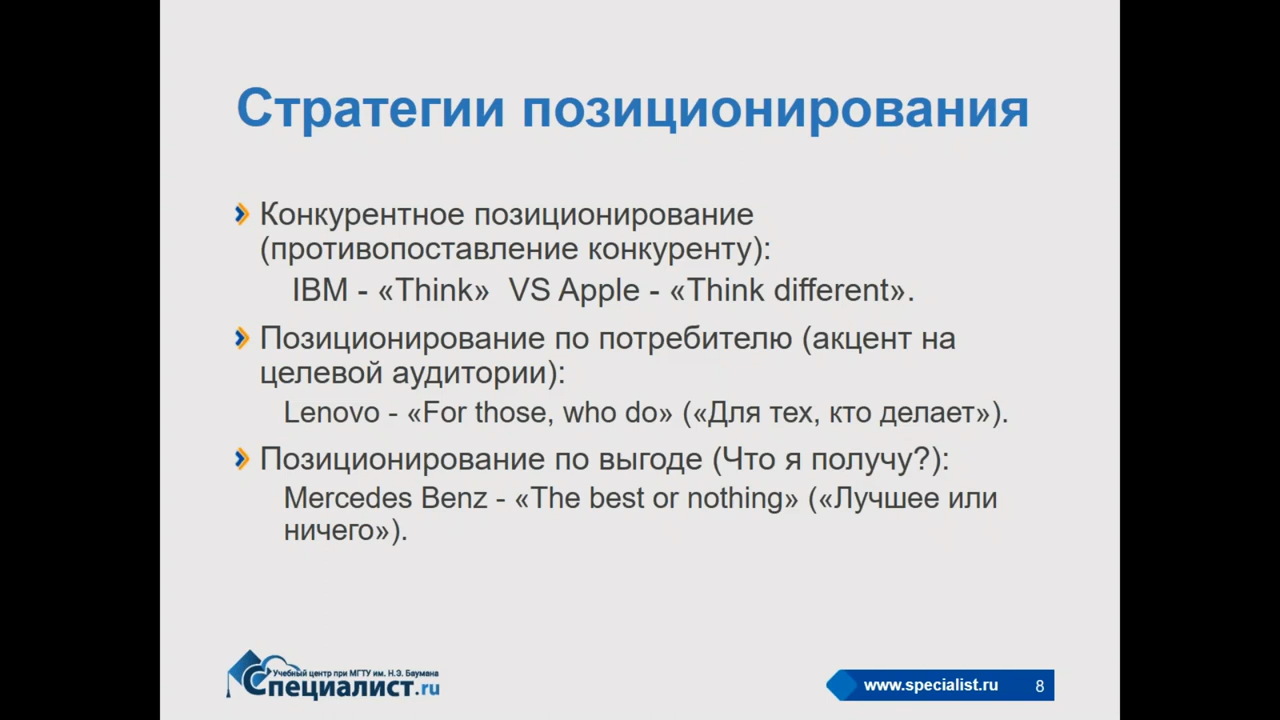 Стратегии позиционирования
Конкурентное позиционирование
(противопоставление конкуренту):
IBM - «Think»  VS Apple - «Think different».
Позиционирование по потребителю (акцент на
целевой аудитории):
Lenovo - «For those, who do» («Для тех, кто делает»).
Позиционирование по выгоде (Что я получу?):
Mercedes Benz - «The best or nothing» («Лучшее или
ничего»).
Учебный центр при МГТУ им. Н.Э. Баумана
Специалист.ru
www.specialist.ru 8